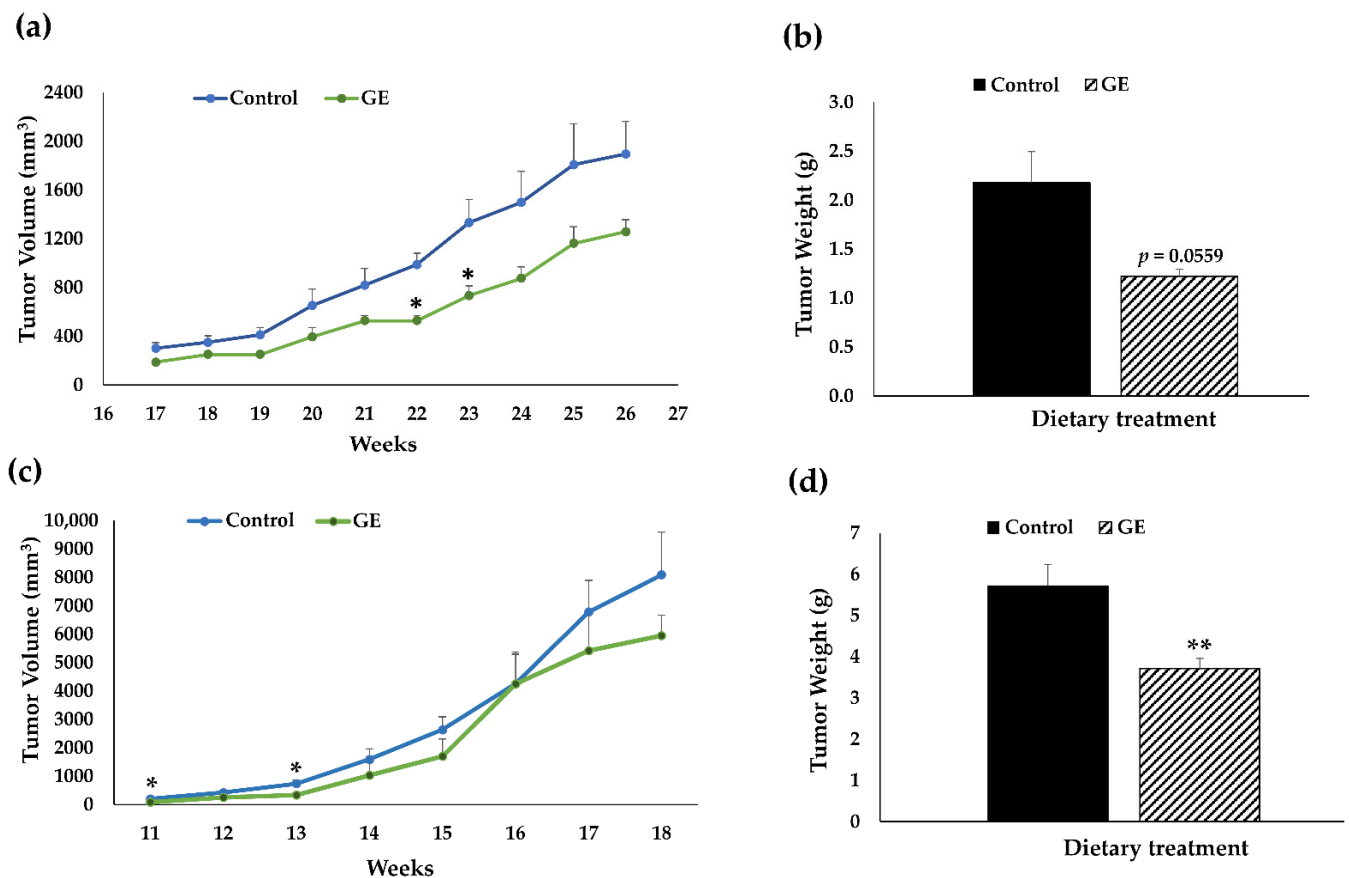 (a)
Control GE
Tumor Volume (mm³)
2400
2000
1600
1200
800
400
0
* *
16 17 18 19 20 21 22 23 24 25 26 27
Weeks
(b)
Control GE
Tumor Weight (g)
3.0
2.5
2.0
1.5
1.0
0.5
0.0
p = 0.0559
Dietary treatment
(c)
Control GE
Tumor Volume (mm³)
10,000
9000
8000
7000
6000
5000
4000
3000
2000
1000
0
* *
11 12 13 14 15 16 17 18
Weeks
(d)
Control GE
Tumor Weight (g)
7
6
5
4
3
2
1
0
**
Dietary treatment